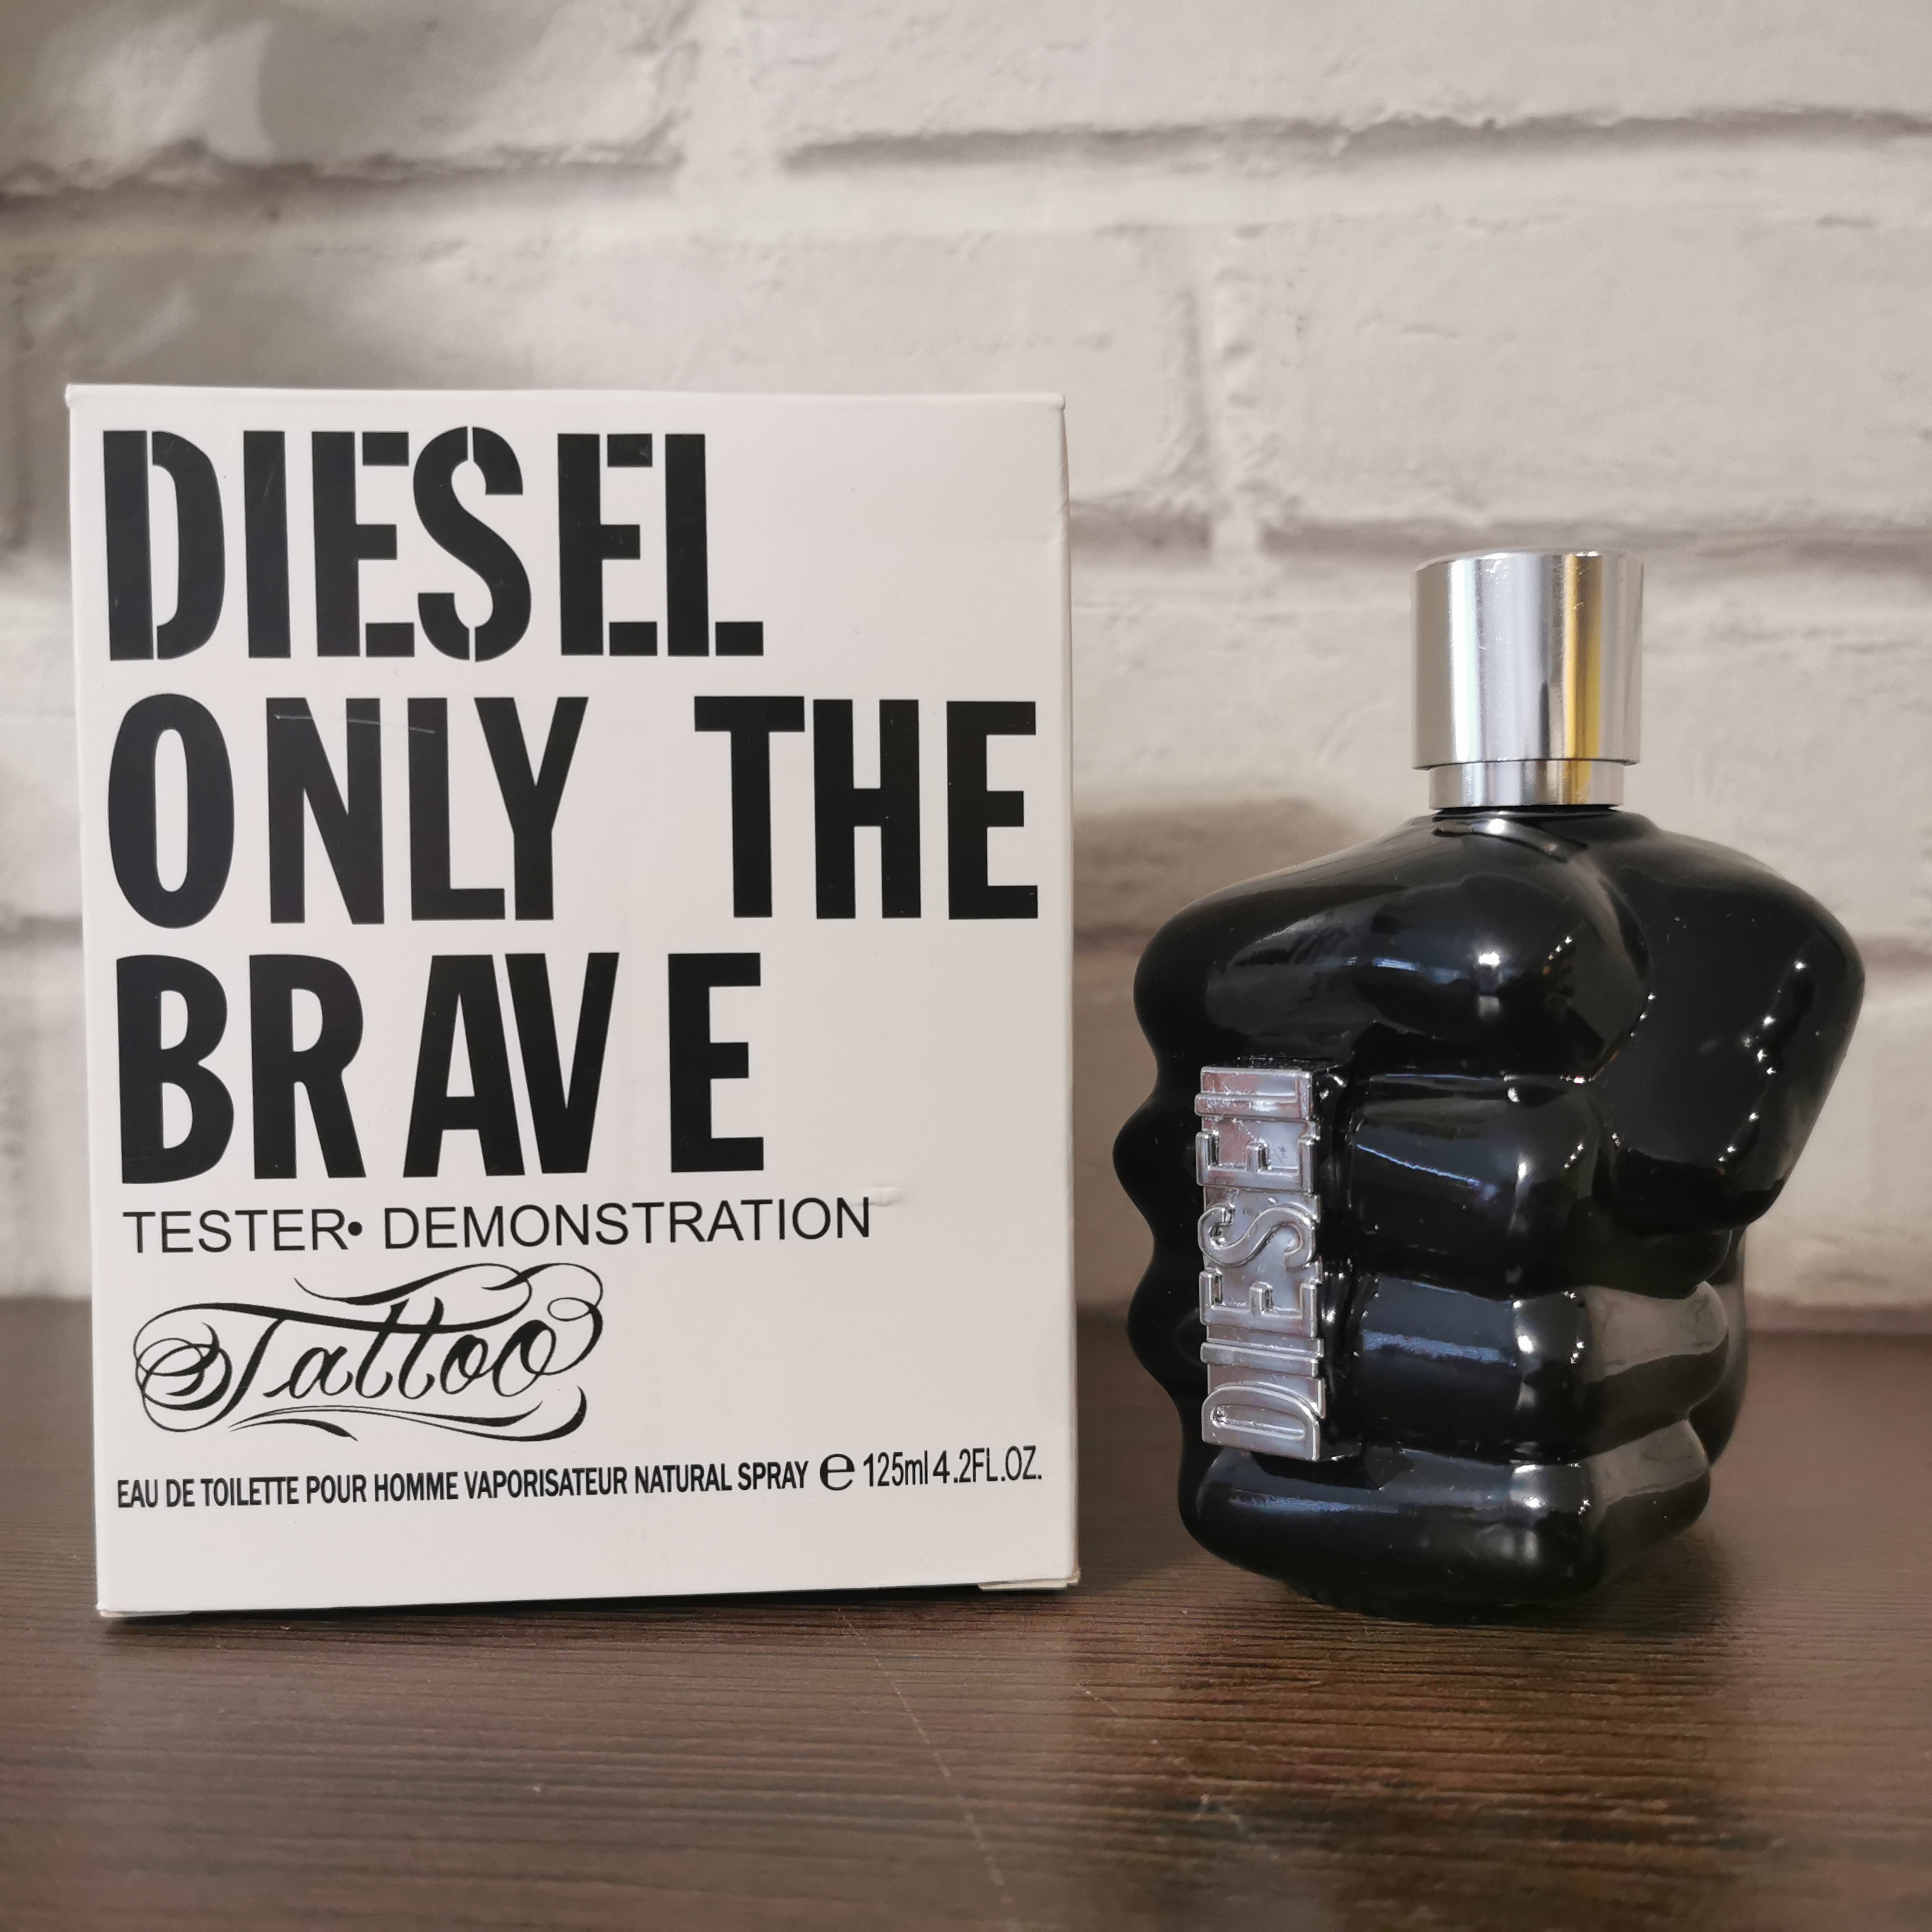 DIESEL
ONLY THE
BRAVE
TESTER• DEMONSTRATION
Tattoo
EAU DE TOILETTE POUR HOMME VAPORISATEUR NATURAL SPRAY ℮ 125ml 4.2FL.OZ.
DIESEL